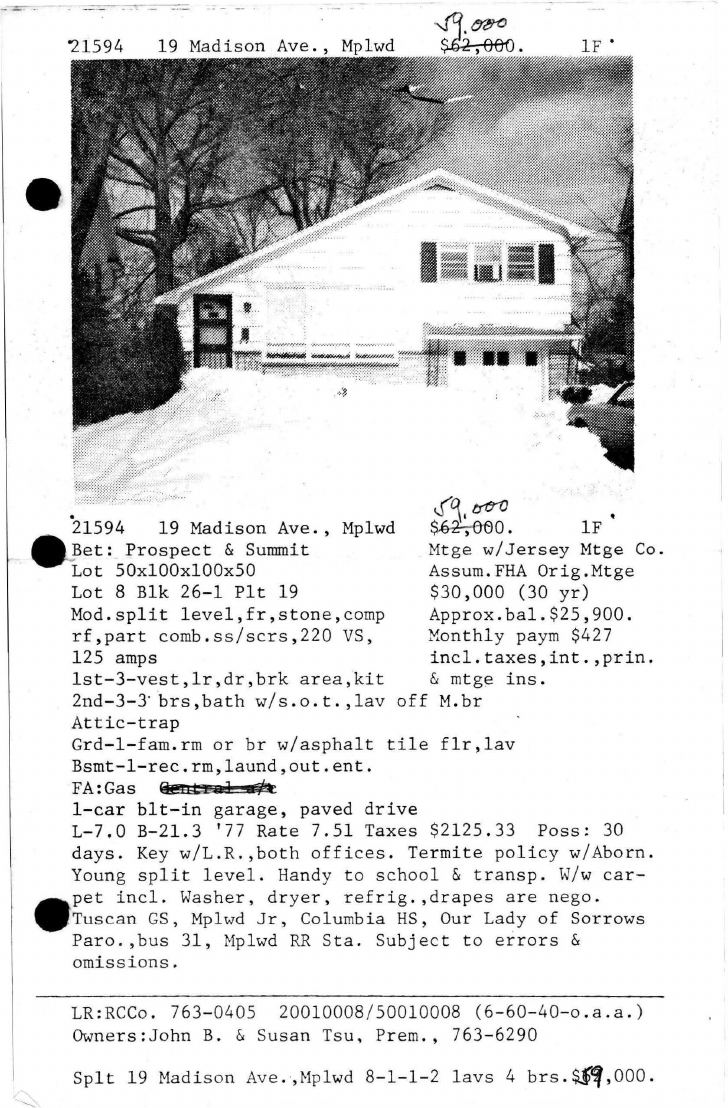 59.000
21594 19 Madison Ave., Mplwd $62,000. 1F
59.000
21594 19 Madison Ave., Mplwd $62,000. 1F
Bet: Prospect & Summit Mtge w/Jersey Mtge Co.
Lot 50x100x100x50 Assum.FHA Orig.Mtge
Lot 8 Blk 26-1 Plt 19 $30,000 (30 yr)
Mod.split level,fr,stone,comp Approx.bal.$25,900.
rf,part comb.ss/scrs,220 VS, Monthly paym $427
125 amps incl.taxes,int.,prin.
1st-3-vest,lr,dr,brk area,kit & mtge ins.
2nd-3-3 brs,bath w/s.o.t.,lav off M.br
Attic-trap
Grd-1-fam.rm or br w/asphalt tile flr,lav
Bsmt-1-rec.rm,laund,out.ent.
FA:Gas Central a/c
1-car blt-in garage, paved drive
L-7.0 B-21.3 '77 Rate 7.51 Taxes $2125.33 Poss: 30
days. Key w/L.R.,both offices. Termite policy w/Aborn.
Young split level. Handy to school & transp. W/w car-
pet incl. Washer, dryer, refrig.,drapes are nego.
Tuscan GS, Mplwd Jr, Columbia HS, Our Lady of Sorrows
Paro.,bus 31, Mplwd RR Sta. Subject to errors &
omissions.
LR:RCCo. 763-0405 20010008/50010008 (6-60-40-o.a.a.)
Owners:John B. & Susan Tsu, Prem., 763-6290
Splt 19 Madison Ave.,Mplwd 8-1-1-2 lavs 4 brs.$59,000.